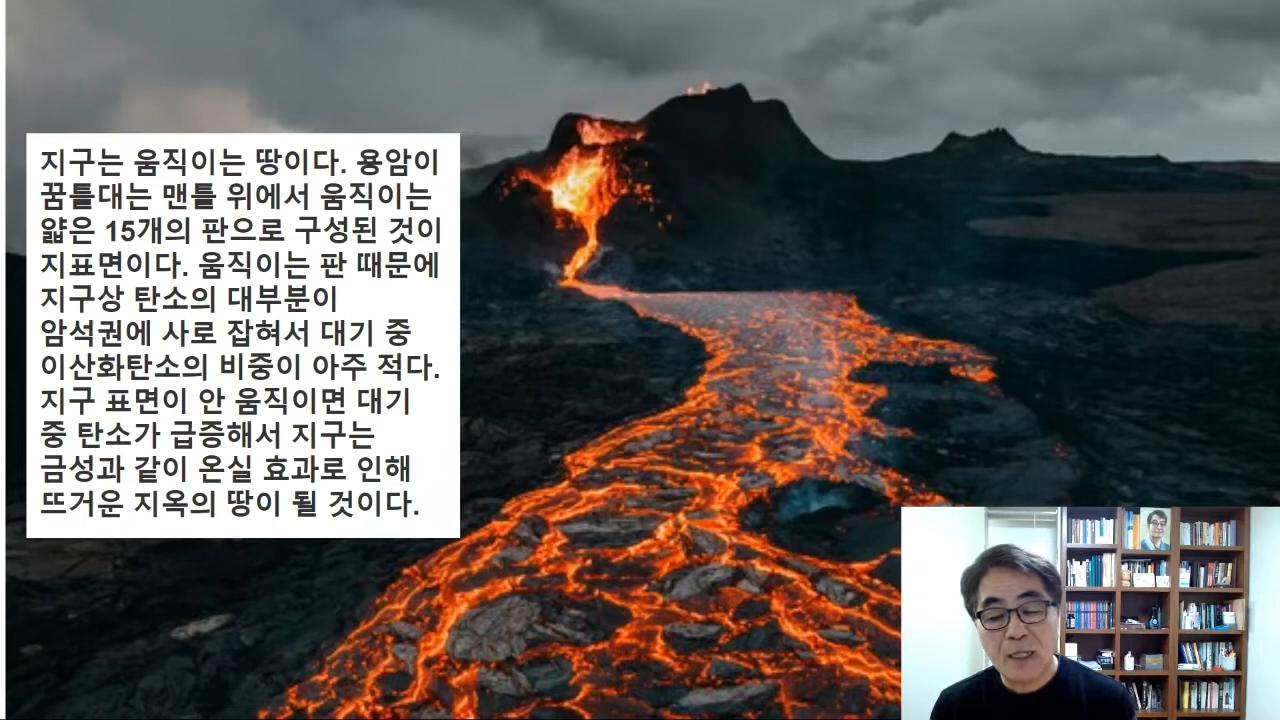 지구는 움직이는 땅이다. 용암이
꿈틀대는 맨틀 위에서 움직이는
얇은 15개의 판으로 구성된 것이
지표면이다. 움직이는 판 때문에
지구상 탄소의 대부분이
암석권에 사로 잡혀서 대기 중
이산화탄소의 비중이 아주 적다.
지구 표면이 안 움직이면 대기
중 탄소가 급증해서 지구는
금성과 같이 온실 효과로 인해
뜨거운 지옥의 땅이 될 것이다.